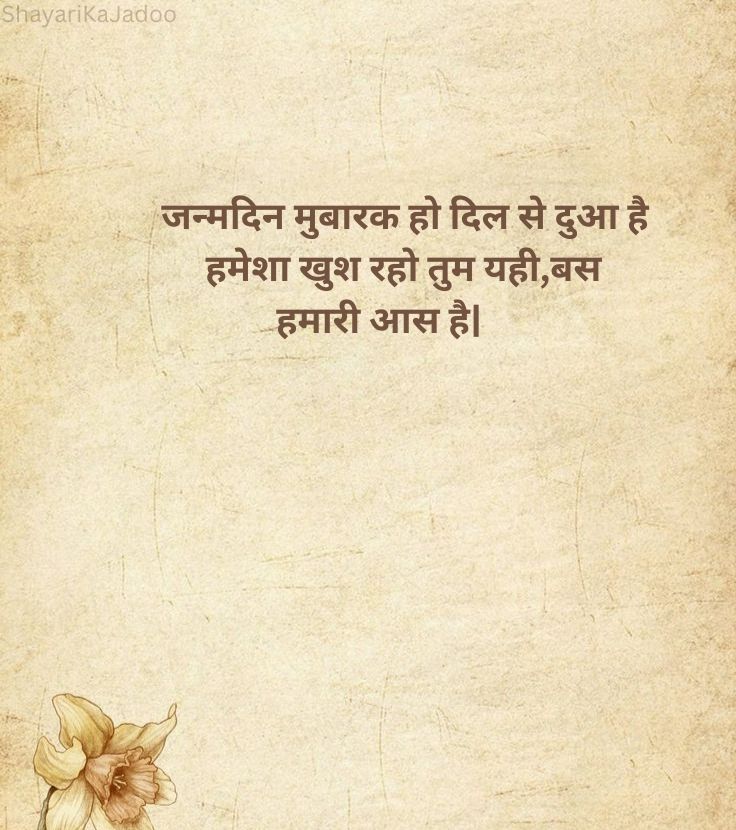 ShayariKaJadoo
जन्मदिन मुबारक हो दिल से दुआ है
हमेशा खुश रहो तुम यही,बस
हमारी आस है|